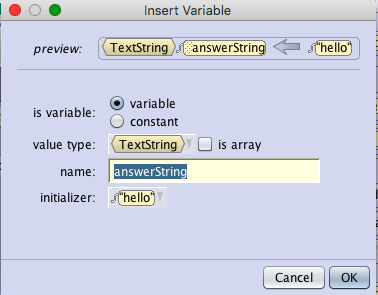 Insert Variable
preview: TextString answerString "hello"
is variable: variable
constant
value type: TextString is array
name: answerString
initializer: "hello"
Cancel OK